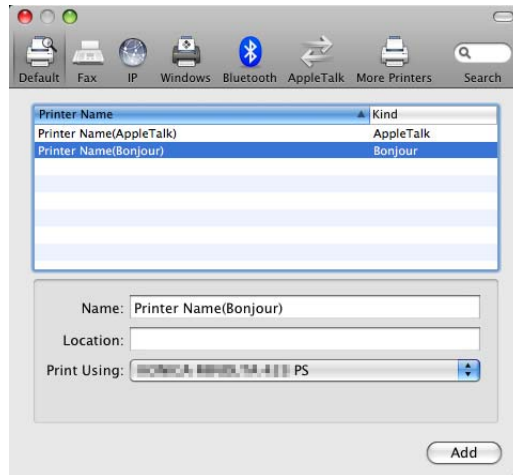 Default Fax IP Windows Bluetooth AppleTalk More Printers Search
Printer Name Kind
Printer Name(AppleTalk) AppleTalk
Printer Name(Bonjour) Bonjour
Name: Printer Name(Bonjour)
Location:
Print Using: PS
Add